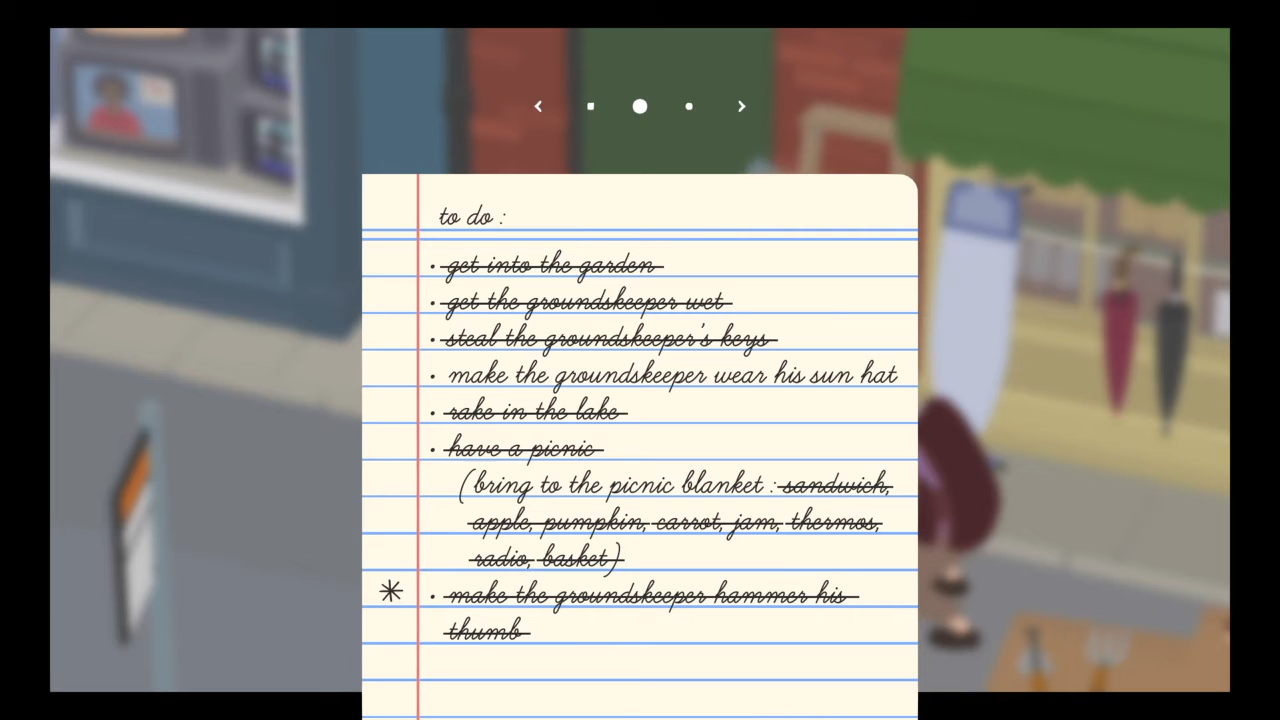 to do :
• get into the garden
• get the groundskeeper wet
• steal the groundskeeper's keys
• make the groundskeeper wear his sun hat
• rake in the lake
• have a picnic
(bring to the picnic blanket : sandwich,
apple, pumpkin, carrot, jam, thermos,
radio, basket)
• make the groundskeeper hammer his
thumb